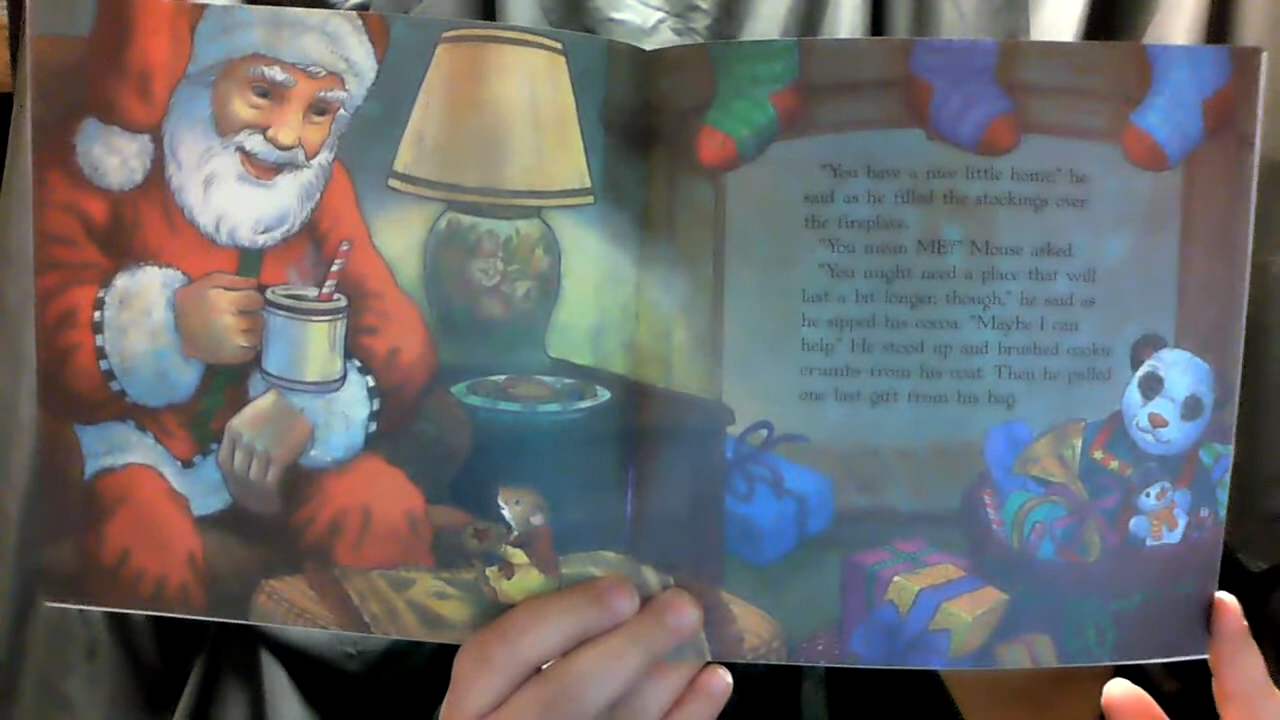 "You have a nice little home," he
said as he filled the stockings over
the fireplace.
"You mean ME?" Mouse asked.
"You might need a place that will
last a bit longer, though," he said as
he sipped his cocoa. "Maybe I can
help." He stood up and brushed cookie
crumbs from his coat. Then he pulled
one last gift from his bag.